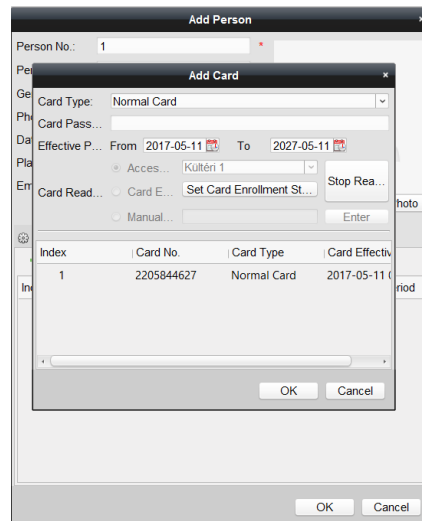 Add Person ×
Person No.: 1 *
Pe
Add Card ×
Ge
Card Type: Normal Card
Ph
Card Pass...
Da
Effective P... From 2017-05-11 To 2027-05-11
Pla
Acces... Kültéri 1
Em
Card Read... Card E... Set Card Enrollment St... Stop Rea...
hoto
Manual... Enter
Index Card No. Card Type Card Effectiv
1 2205844627 Normal Card 2017-05-11
In
riod
OK Cancel
OK Cancel